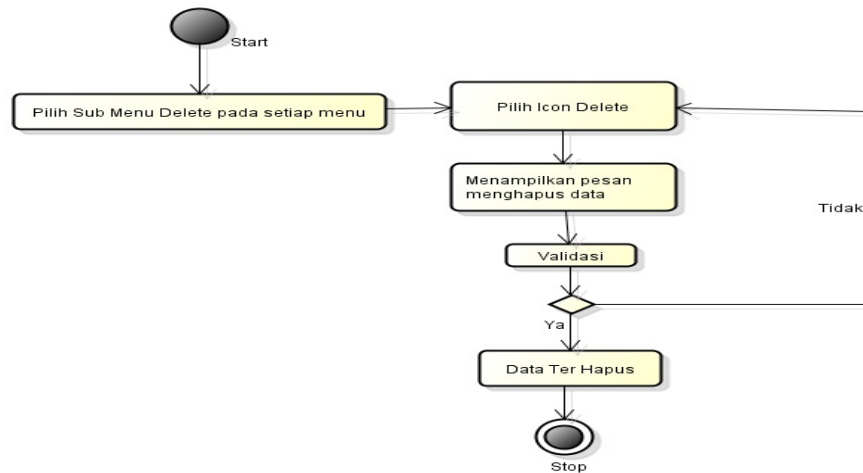 Start
Pilih Sub Menu Delete pada setiap menu
Pilih Icon Delete
Menampilkan pesan
menghapus data
Tidak
Validasi
Ya
Data Ter Hapus
Stop